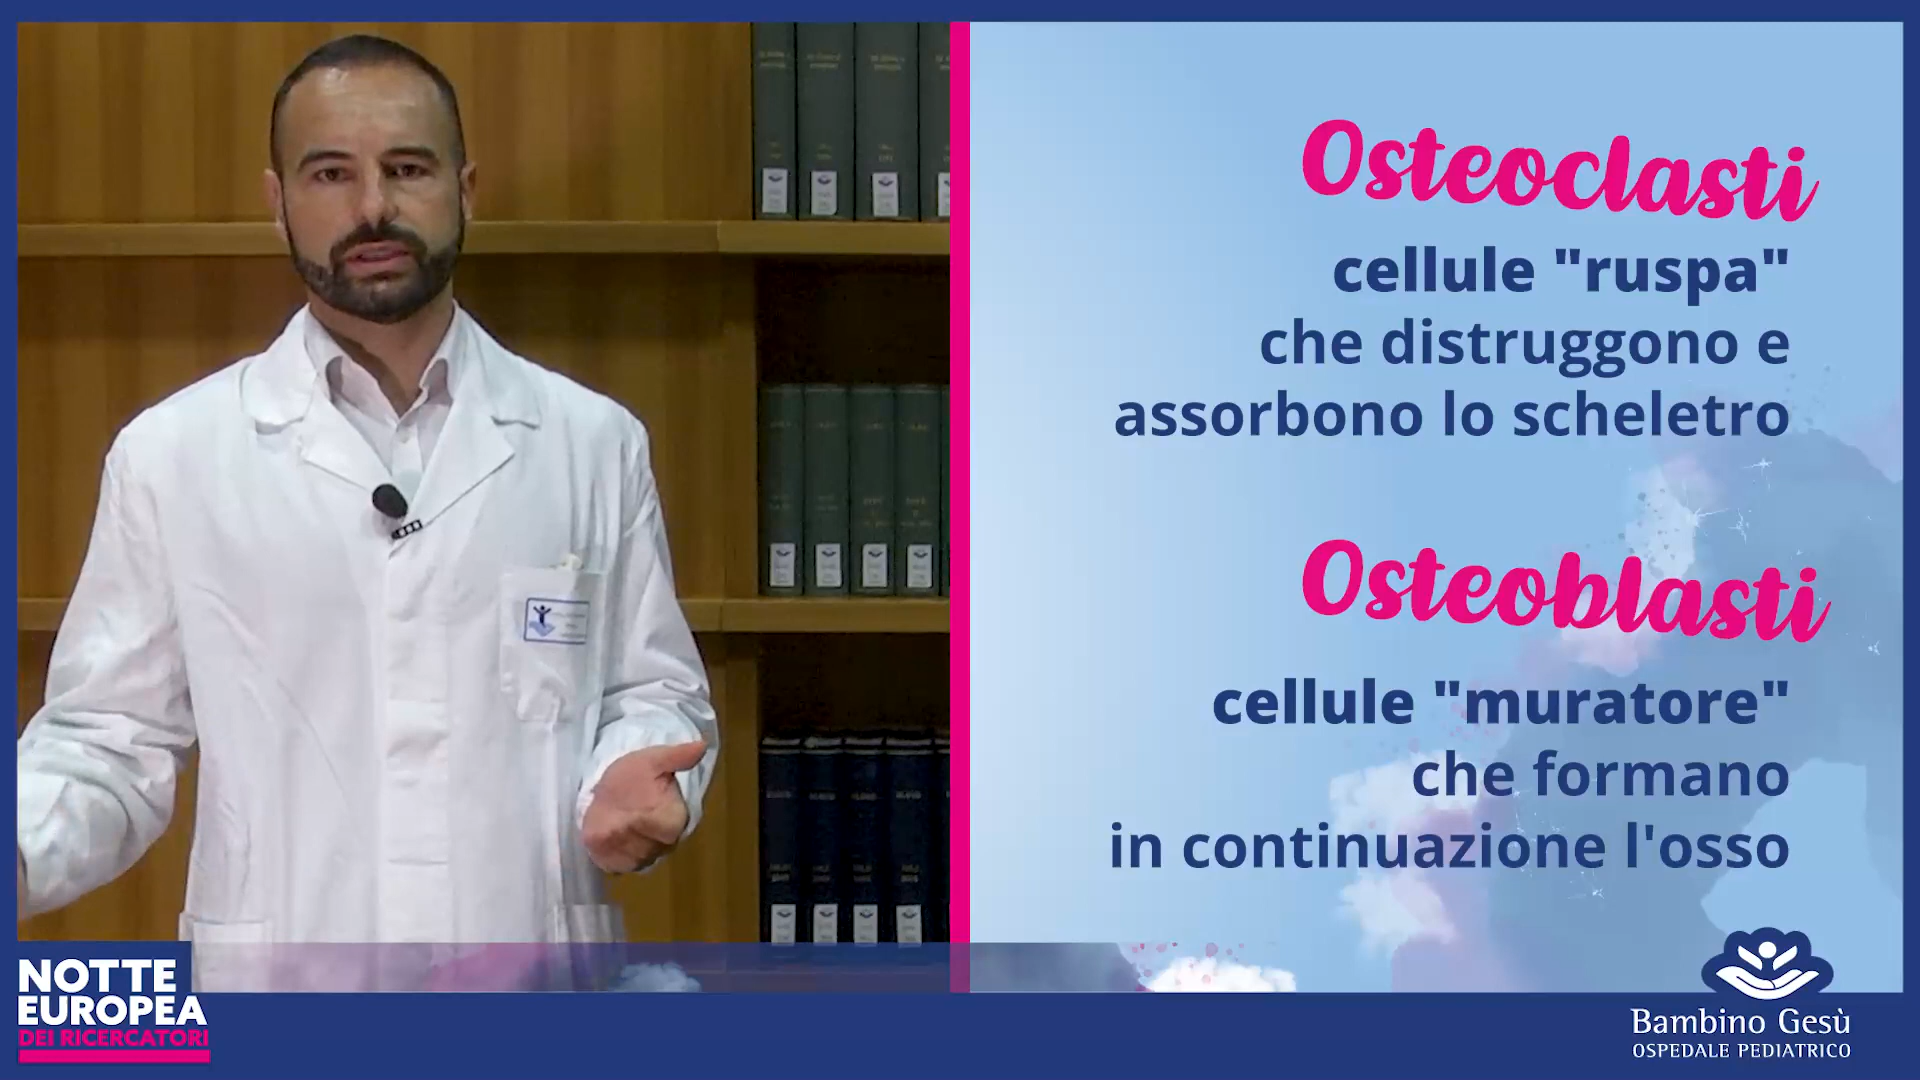 Osteoclasti
cellule "ruspa"
che distruggono e
assorbono lo scheletro
Osteoblasti
cellule "muratore"
che formano
in continuazione l'osso
NOTTE
EUROPEA
DEI RICERCATORI
Bambino Gesù
OSPEDALE PEDIATRICO